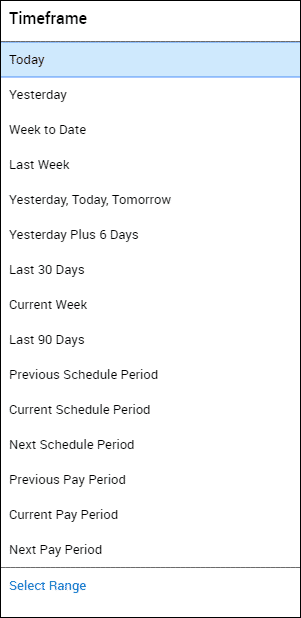 Timeframe
Today
Yesterday
Week to Date
Last Week
Yesterday, Today, Tomorrow
Yesterday Plus 6 Days
Last 30 Days
Current Week
Last 90 Days
Previous Schedule Period
Current Schedule Period
Next Schedule Period
Previous Pay Period
Current Pay Period
Next Pay Period
Select Range